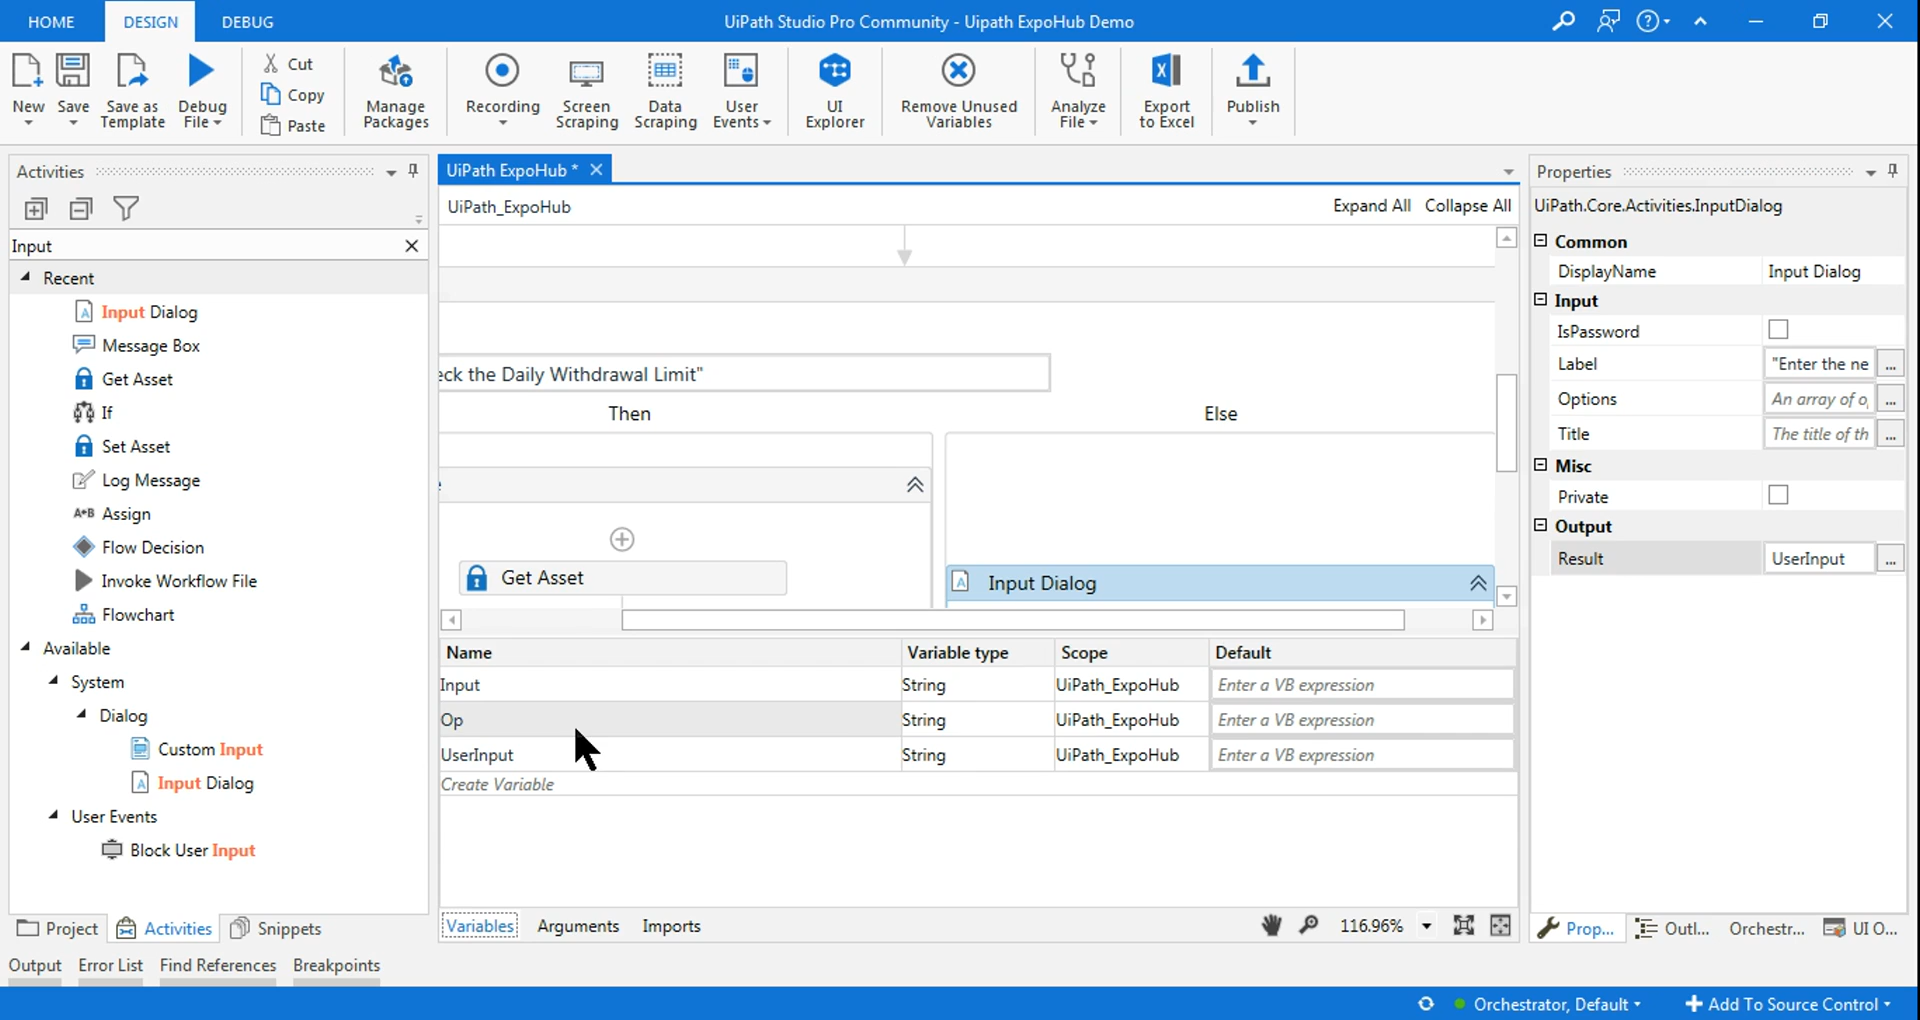 HOME DESIGN DEBUG UiPath Studio Pro Community - Uipath ExpoHub Demo
New Save Save as Template Debug File Cut Copy Paste Manage Packages Recording Screen Scraping Data Scraping User Events UI Explorer Remove Unused Variables Analyze File Export to Excel Publish
Activities
Input
Recent
Input Dialog
Message Box
Get Asset
If
Set Asset
Log Message
A+B Assign
Flow Decision
Invoke Workflow File
Flowchart
Available
System
Dialog
Custom Input
Input Dialog
User Events
Block User Input
Project Activities Snippets
UiPath ExpoHub *
UiPath_ExpoHub Expand All Collapse All
eck the Daily Withdrawal Limit"
Then Else
Get Asset
Input Dialog
Name Variable type Scope Default
Input String UiPath_ExpoHub Enter a VB expression
Op String UiPath_ExpoHub Enter a VB expression
UserInput String UiPath_ExpoHub Enter a VB expression
Create Variable
Variables Arguments Imports 116.96%
Properties
UiPath.Core.Activities.InputDialog
Common
DisplayName Input Dialog
Input
IsPassword
Label "Enter the ne ...
Options An array of o, ...
Title The title of th ...
Misc
Private
Output
Result UserInput ...
Prop... Outl... Orchestr... UI O...
Output Error List Find References Breakpoints
Orchestrator, Default Add To Source Control